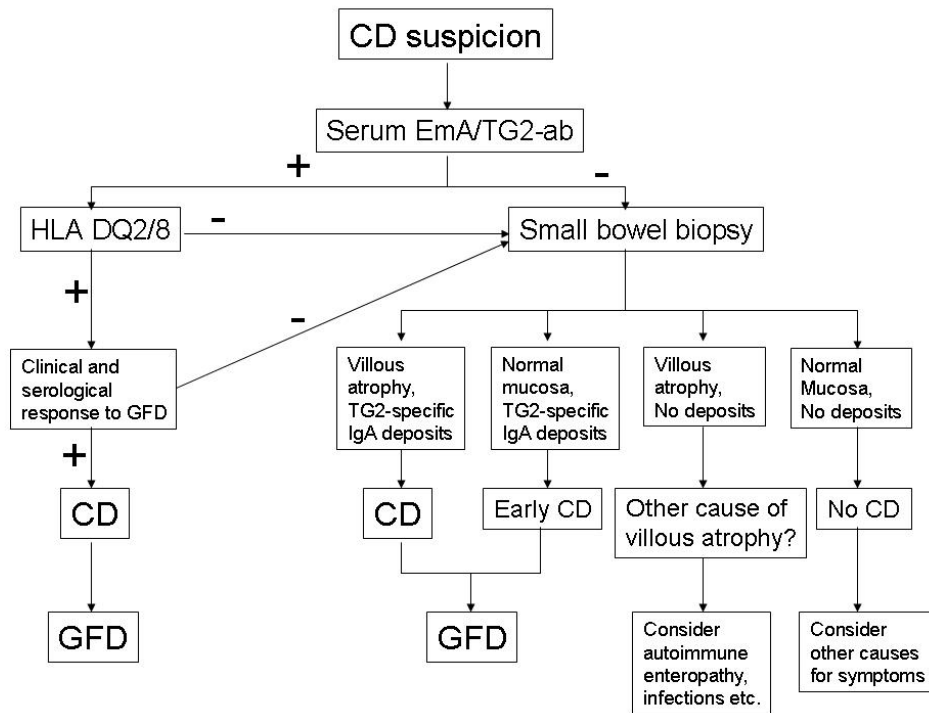 CD suspicion
Serum EmA/TG2-ab
+
-
HLA DQ2/8
-
Small bowel biopsy
+
-
Clinical and
serological
response to GFD
Villous
atrophy,
TG2-specific
IgA deposits
Normal
mucosa,
TG2-specific
IgA deposits
Villous
atrophy,
No deposits
Normal
Mucosa,
No deposits
+
CD
CD
Early CD
Other cause of
villous atrophy?
No CD
GFD
GFD
Consider
autoimmune
enteropathy,
infections etc.
Consider
other causes
for symptoms